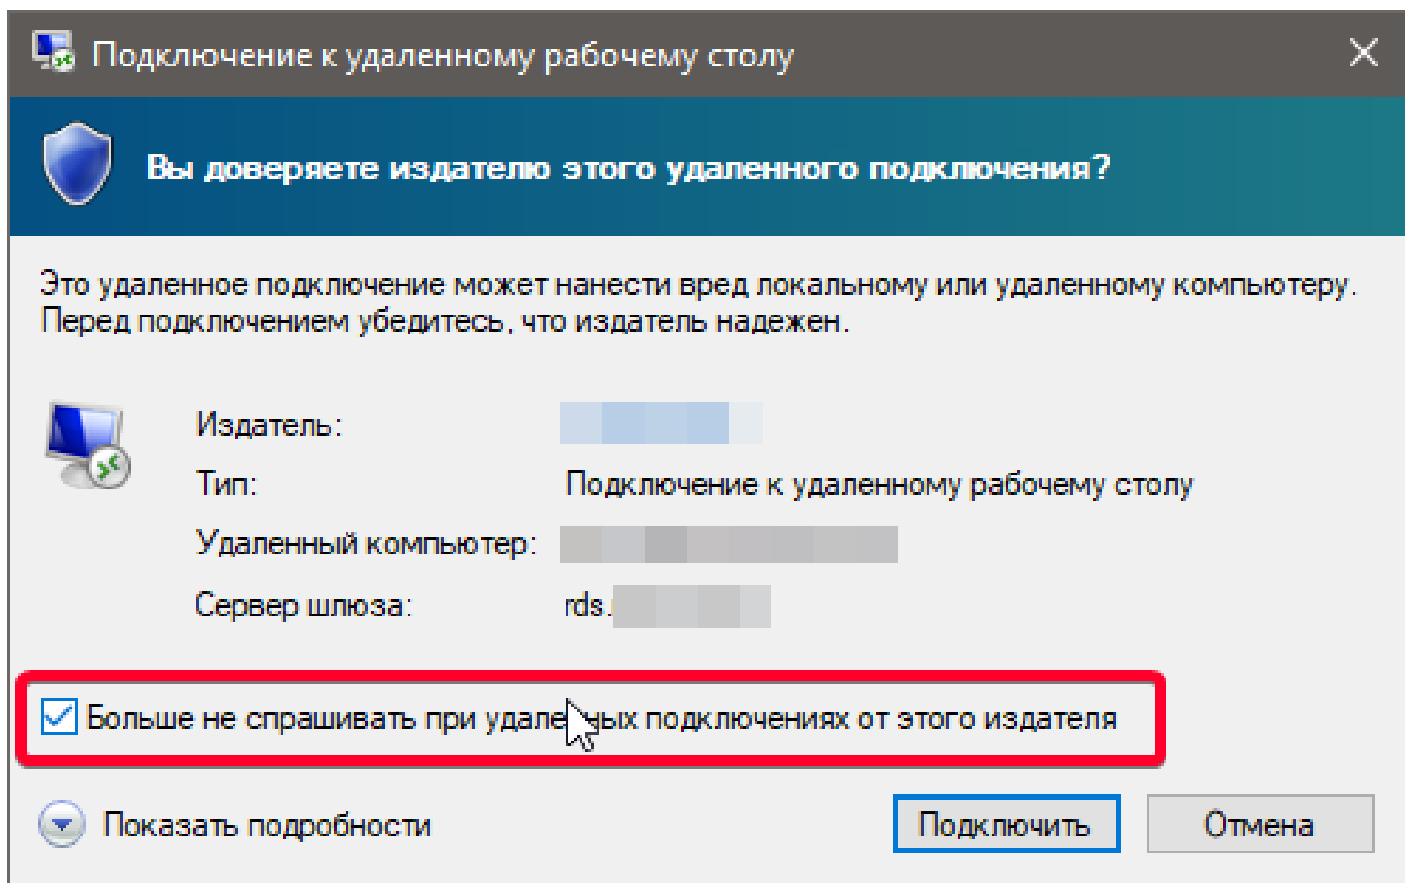 Подключение к удаленному рабочему столу
Вы доверяете издателю этого удаленного подключения?
Это удаленное подключение может нанести вред локальному или удаленному компьютеру.
Перед подключением убедитесь, что издатель надежен.
Издатель:
Тип: Подключение к удаленному рабочему столу
Удаленный компьютер:
Сервер шлюза: rds.
Больше не спрашивать при удаленных подключениях от этого издателя
Показать подробности Подключить Отмена